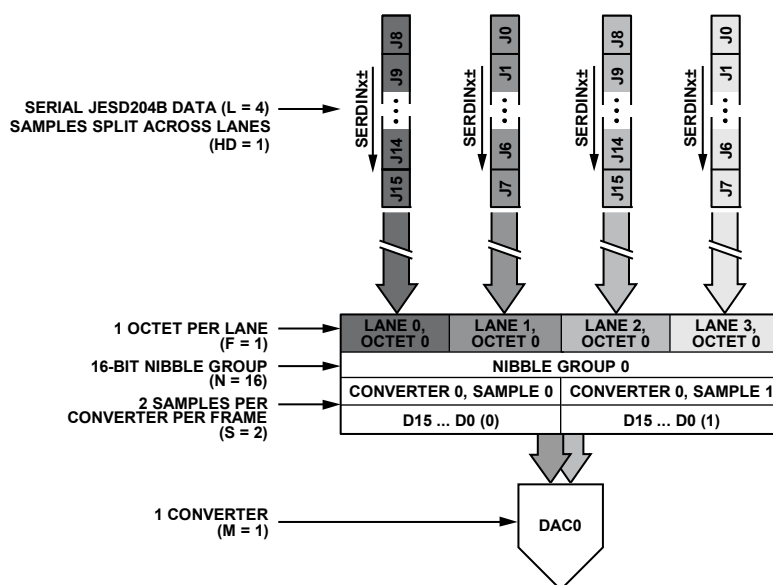 J8
J9
J14
J15
SERDINx±
J0
J1
J6
J7
SERDINx±
J8
J9
J14
J15
SERDINx±
J0
J1
J6
J7
SERDINx±
SERIAL JESD204B DATA (L = 4)
SAMPLES SPLIT ACROSS LANES
(HD = 1)
1 OCTET PER LANE
(F = 1)
LANE 0,
OCTET 0
LANE 1,
OCTET 0
LANE 2,
OCTET 0
LANE 3,
OCTET 0
16-BIT NIBBLE GROUP
(N = 16)
NIBBLE GROUP 0
2 SAMPLES PER
CONVERTER PER FRAME
(S = 2)
CONVERTER 0, SAMPLE 0
CONVERTER 0, SAMPLE 1
D15 ... D0 (0)
D15 ... D0 (1)
1 CONVERTER
(M = 1)
DAC0